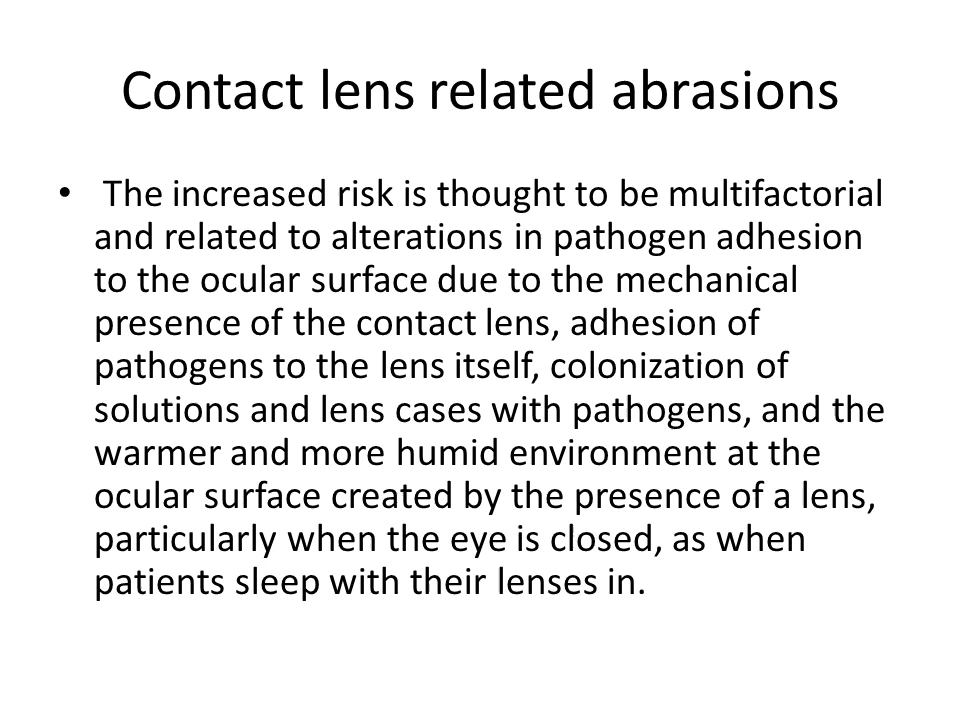 Contact lens related abrasions
• The increased risk is thought to be multifactorial
and related to alterations in pathogen adhesion
to the ocular surface due to the mechanical
presence of the contact lens, adhesion of
pathogens to the lens itself, colonization of
solutions and lens cases with pathogens, and the
warmer and more humid environment at the
ocular surface created by the presence of a lens,
particularly when the eye is closed, as when
patients sleep with their lenses in.